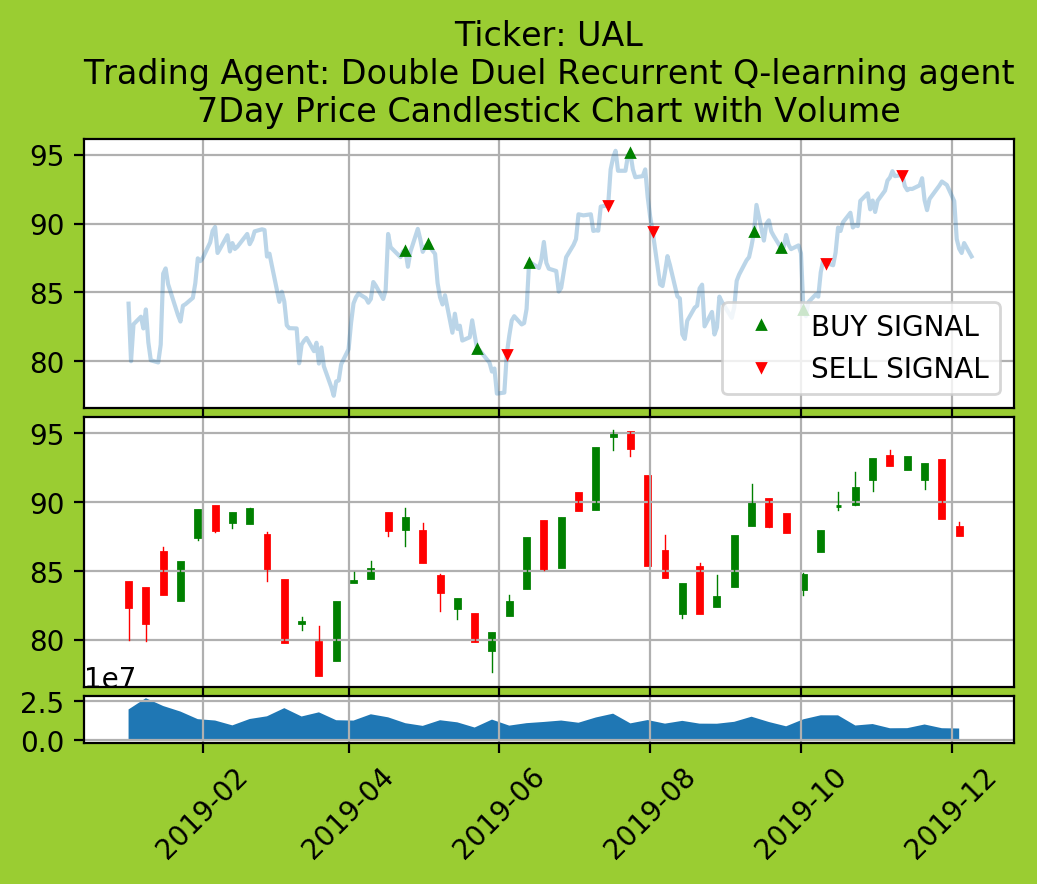 Ticker: UAL
Trading Agent: Double Duel Recurrent Q-learning agent
7Day Price Candlestick Chart with Volume
95
90
85
80
BUY SIGNAL
SELL SIGNAL
95
90
85
80
1e7
2.5
0.0
2019-02
2019-04
2019-06
2019-08
2019-10
2019-12